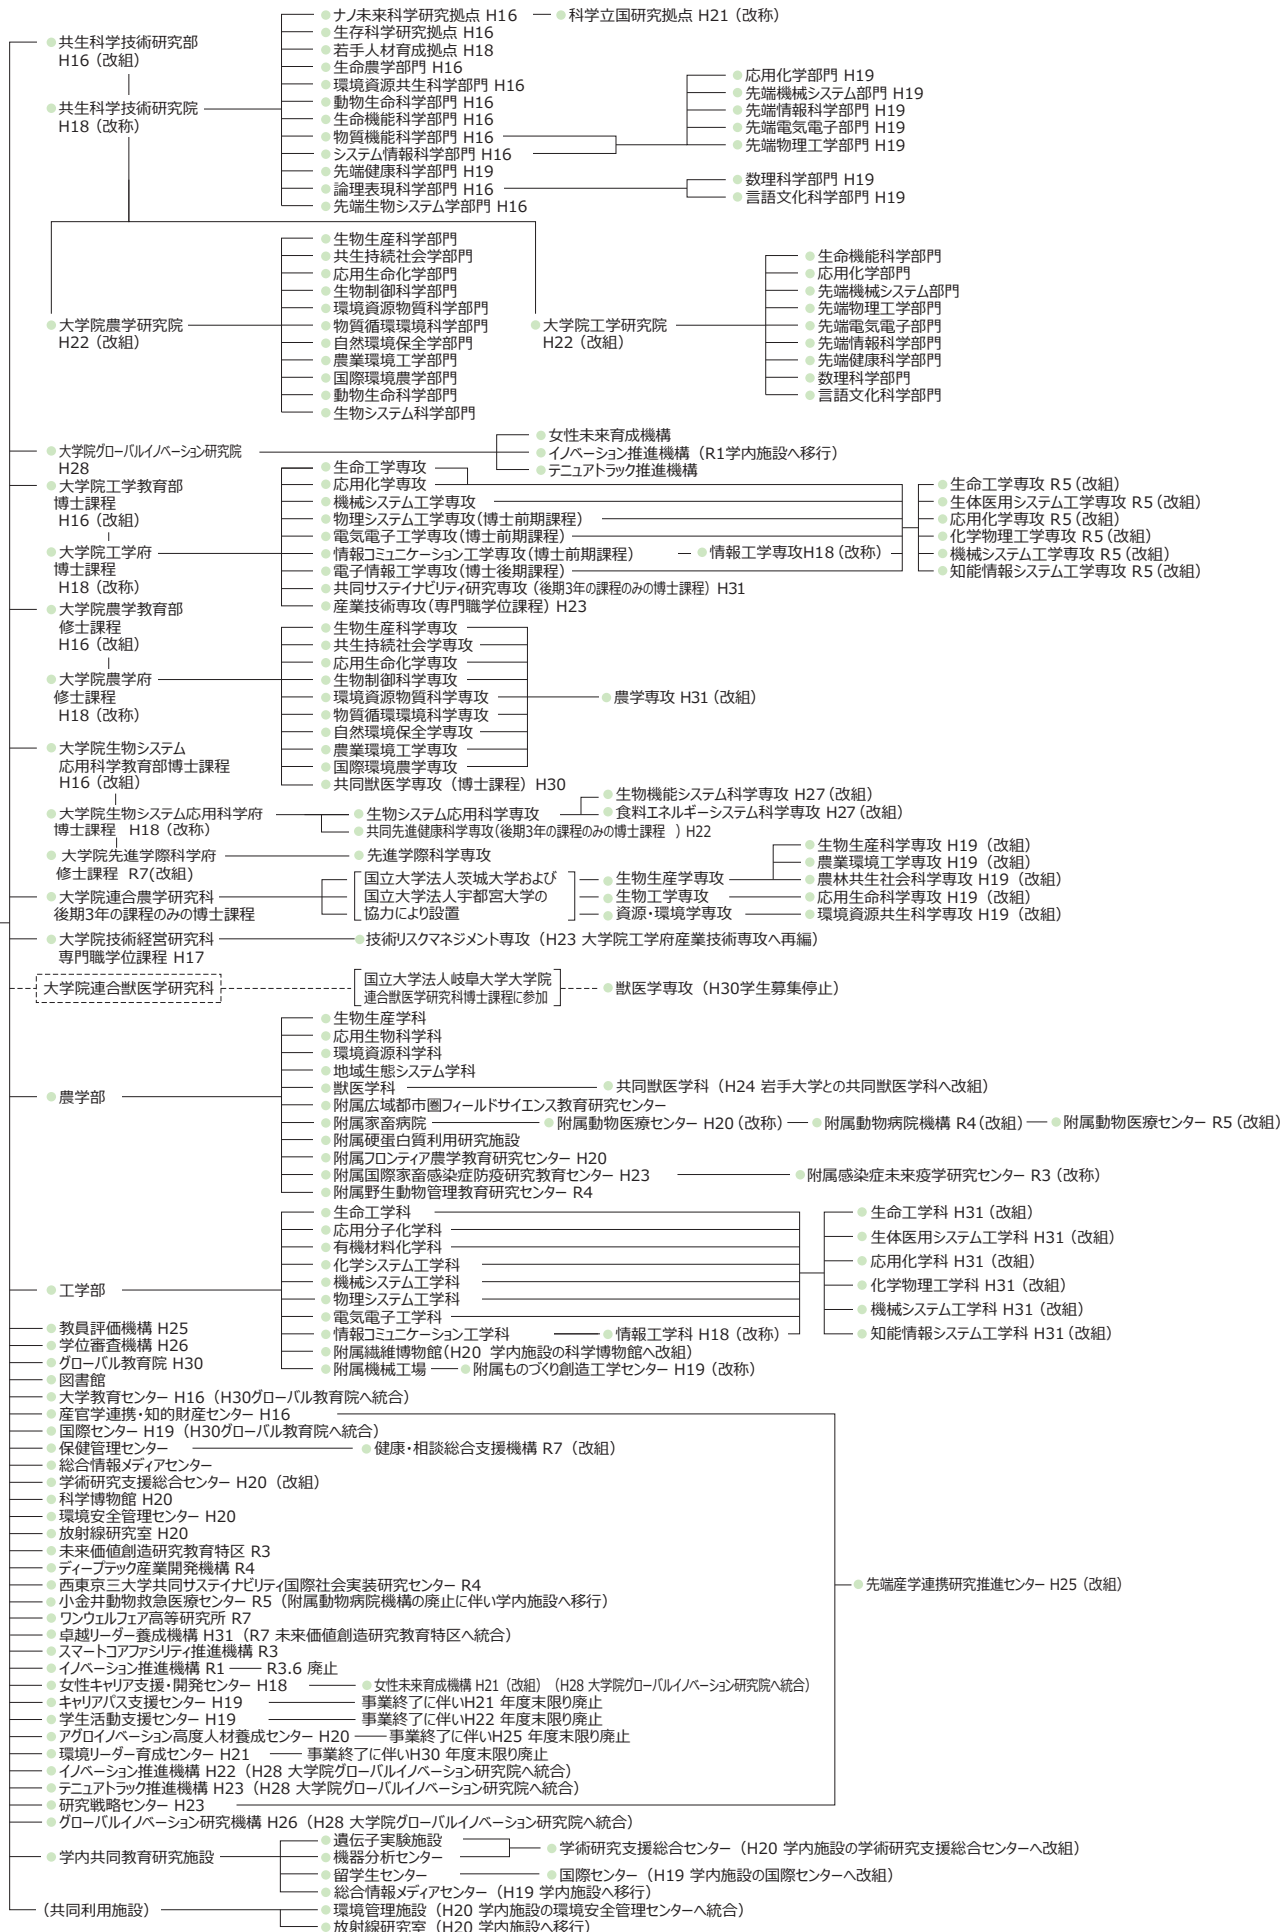 共生科学技術研究部
H16（改組）
共生科学技術研究院
H18（改称）
ナノ未来科学研究拠点 H16
科学立国研究拠点 H21（改称）
生存科学研究拠点 H16
若手人材育成拠点 H18
生命農学部門 H16
環境資源共生科学部門 H16
動物生命科学部門 H16
生命機能科学部門 H16
物質機能科学部門 H16
システム情報科学部門 H16
先端健康科学部門 H19
論理表現科学部門 H16
先端生物システム学部門 H16
応用化学部門 H19
先端機械システム部門 H19
先端情報科学部門 H19
先端電気電子部門 H19
先端物理工学部門 H19
数理科学部門 H19
言語文化科学部門 H19
大学院農学研究院
H22（改組）
生物生産科学部門
共生持続社会学部門
応用生命化学部門
生物制御科学部門
環境資源物質科学部門
物質循環環境科学部門
自然環境保全学部門
農業環境工学部門
国際環境農学部門
動物生命科学部門
生物システム科学部門
大学院工学研究院
H22（改組）
生命機能科学部門
応用化学部門
先端機械システム部門
先端物理工学部門
先端電気電子部門
先端情報科学部門
先端健康科学部門
数理科学部門
言語文化科学部門
大学院グローバルイノベーション研究院
H28
女性未来育成機構
イノベーション推進機構（R1学内施設へ移行）
テニュアトラック推進機構
大学院工学教育部
博士課程
H16（改組）
大学院工学府
博士課程
H18（改称）
生命工学専攻
応用化学専攻
機械システム工学専攻
物理システム工学専攻(博士前期課程)
電気電子工学専攻(博士前期課程)
情報コミュニケーション工学専攻(博士前期課程)
情報工学専攻H18（改称）
電子情報工学専攻(博士後期課程)
共同サステイナビリティ研究専攻（後期3年の課程のみの博士課程）H31
産業技術専攻(専門職学位課程）H23
生命工学専攻 R5（改組）
生体医用システム工学専攻 R5（改組）
応用化学専攻 R5（改組）
化学物理工学専攻 R5（改組）
機械システム工学専攻 R5（改組）
知能情報システム工学専攻 R5（改組）
大学院農学教育部
修士課程
H16（改組）
大学院農学府
修士課程
H18（改称）
生物生産科学専攻
共生持続社会学専攻
応用生命化学専攻
生物制御科学専攻
環境資源物質科学専攻
物質循環環境科学専攻
自然環境保全学専攻
農業環境工学専攻
国際環境農学専攻
共同獣医学専攻（博士課程）H30
農学専攻 H31（改組）
大学院生物システム
応用科学教育部博士課程
H16（改組）
大学院生物システム応用科学府
博士課程 H18（改称）
生物システム応用科学専攻
共同先進健康科学専攻(後期3年の課程のみの博士課程 ）H22
生物機能システム科学専攻 H27（改組）
食料エネルギーシステム科学専攻 H27（改組）
大学院先進学際科学府
修士課程 R7(改組)
先進学際科学専攻
大学院連合農学研究科
後期3年の課程のみの博士課程
国立大学法人茨城大学および
国立大学法人宇都宮大学の
協力により設置
生物生産学専攻
生物工学専攻
資源・環境学専攻
生物生産科学専攻 H19（改組）
農業環境工学専攻 H19（改組）
農林共生社会科学専攻 H19（改組）
応用生命科学専攻 H19（改組）
環境資源共生科学専攻 H19（改組）
大学院技術経営研究科
専門職学位課程 H17
技術リスクマネジメント専攻（H23 大学院工学府産業技術専攻へ再編）
大学院連合獣医学研究科
国立大学法人岐阜大学大学院
連合獣医学研究科博士課程に参加
獣医学専攻（H30学生募集停止）
農学部
生物生産学科
応用生物科学科
環境資源科学科
地域生態システム学科
獣医学科
共同獣医学科（H24 岩手大学との共同獣医学科へ改組）
附属広域都市圏フィールドサイエンス教育研究センター
附属家畜病院
附属動物医療センター H20（改称）
附属動物病院機構 R4（改組）
附属動物医療センター R5（改組）
附属硬蛋白質利用研究施設
附属フロンティア農学教育研究センター H20
附属国際家畜感染症防疫研究教育センター H23
附属感染症未来疫学研究センター R3（改称）
附属野生動物管理教育研究センター R4
工学部
生命工学科
応用分子化学科
有機材料化学科
化学システム工学科
機械システム工学科
物理システム工学科
電気電子工学科
情報コミュニケーション工学科
情報工学科 H18（改称）
附属繊維博物館(H20 学内施設の科学博物館へ改組)
附属機械工場
附属ものづくり創造工学センター H19（改称）
生命工学科 H31（改組）
生体医用システム工学科 H31（改組）
応用化学科 H31（改組）
化学物理工学科 H31（改組）
機械システム工学科 H31（改組）
知能情報システム工学科 H31（改組）
教員評価機構 H25
学位審査機構 H26
グローバル教育院 H30
図書館
大学教育センター H16（H30グローバル教育院へ統合）
産官学連携・知的財産センター H16
国際センター H19（H30グローバル教育院へ統合）
保健管理センター
健康・相談総合支援機構 R7（改組）
総合情報メディアセンター
学術研究支援総合センター H20（改組）
科学博物館 H20
環境安全管理センター H20
放射線研究室 H20
未来価値創造研究教育特区 R3
ディープテック産業開発機構 R4
西東京三大学共同サステイナビリティ国際社会実装研究センター R4
先端産学連携研究推進センター H25（改組）
小金井動物救急医療センター R5（附属動物病院機構の廃止に伴い学内施設へ移行）
ワンウェルフェア高等研究所 R7
卓越リーダー養成機構 H31（R7 未来価値創造研究教育特区へ統合）
スマートコアファシリティ推進機構 R3
イノベーション推進機構 R1
R3.6 廃止
女性キャリア支援・開発センター H18
女性未来育成機構 H21（改組）（H28 大学院グローバルイノベーション研究院へ統合）
キャリアパス支援センター H19
事業終了に伴いH21 年度末限り廃止
学生活動支援センター H19
事業終了に伴いH22 年度末限り廃止
アグロイノベーション高度人材養成センター H20
事業終了に伴いH25 年度末限り廃止
環境リーダー育成センター H21
事業終了に伴いH30 年度末限り廃止
イノベーション推進機構 H22（H28 大学院グローバルイノベーション研究院へ統合）
テニュアトラック推進機構 H23（H28 大学院グローバルイノベーション研究院へ統合）
研究戦略センター H23
グローバルイノベーション研究機構 H26（H28 大学院グローバルイノベーション研究院へ統合）
学内共同教育研究施設
遺伝子実験施設
機器分析センター
学術研究支援総合センター（H20 学内施設の学術研究支援総合センターへ改組）
留学生センター
国際センター（H19 学内施設の国際センターへ改組）
総合情報メディアセンター（H19 学内施設へ移行）
（共同利用施設）
環境管理施設（H20 学内施設の環境安全管理センターへ統合）
放射線研究室（H20 学内施設へ移行）